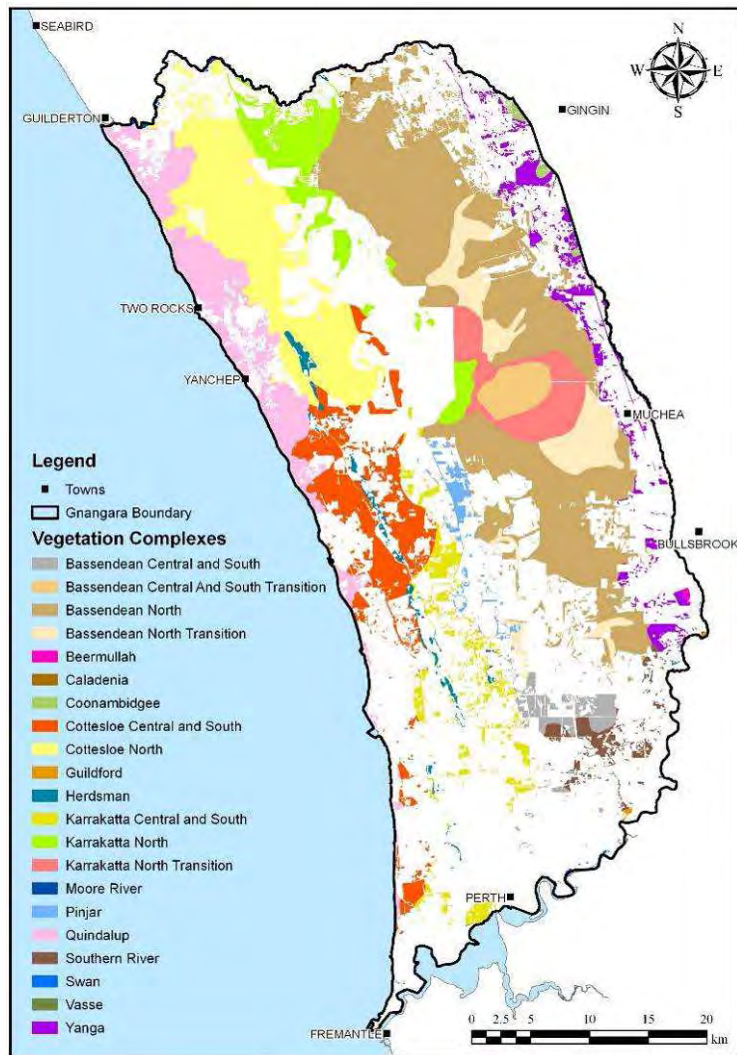 SEABIRD
N
W E
S
GUILDERTON
GINGIN
TWO ROCKS
YANCHEP
MUCHEA
Legend
Towns
Gnangara Boundary
Vegetation Complexes
BULLSBROOK
Bassendean Central and South
Bassendean Central And South Transition
Bassendean North
Bassendean North Transition
Beermullah
Caladenia
Coonambidgee
Cottesloe Central and South
Cottesloe North
Guildford
Herdsman
Karrakatta Central and South
Karrakatta North
Karrakatta North Transition
Moore River
Pinjar
Quindalup
Southern River
Swan
Vasse
Yanga
PERTH
FREMANTLE
0 2.5 5 10 15 20
km